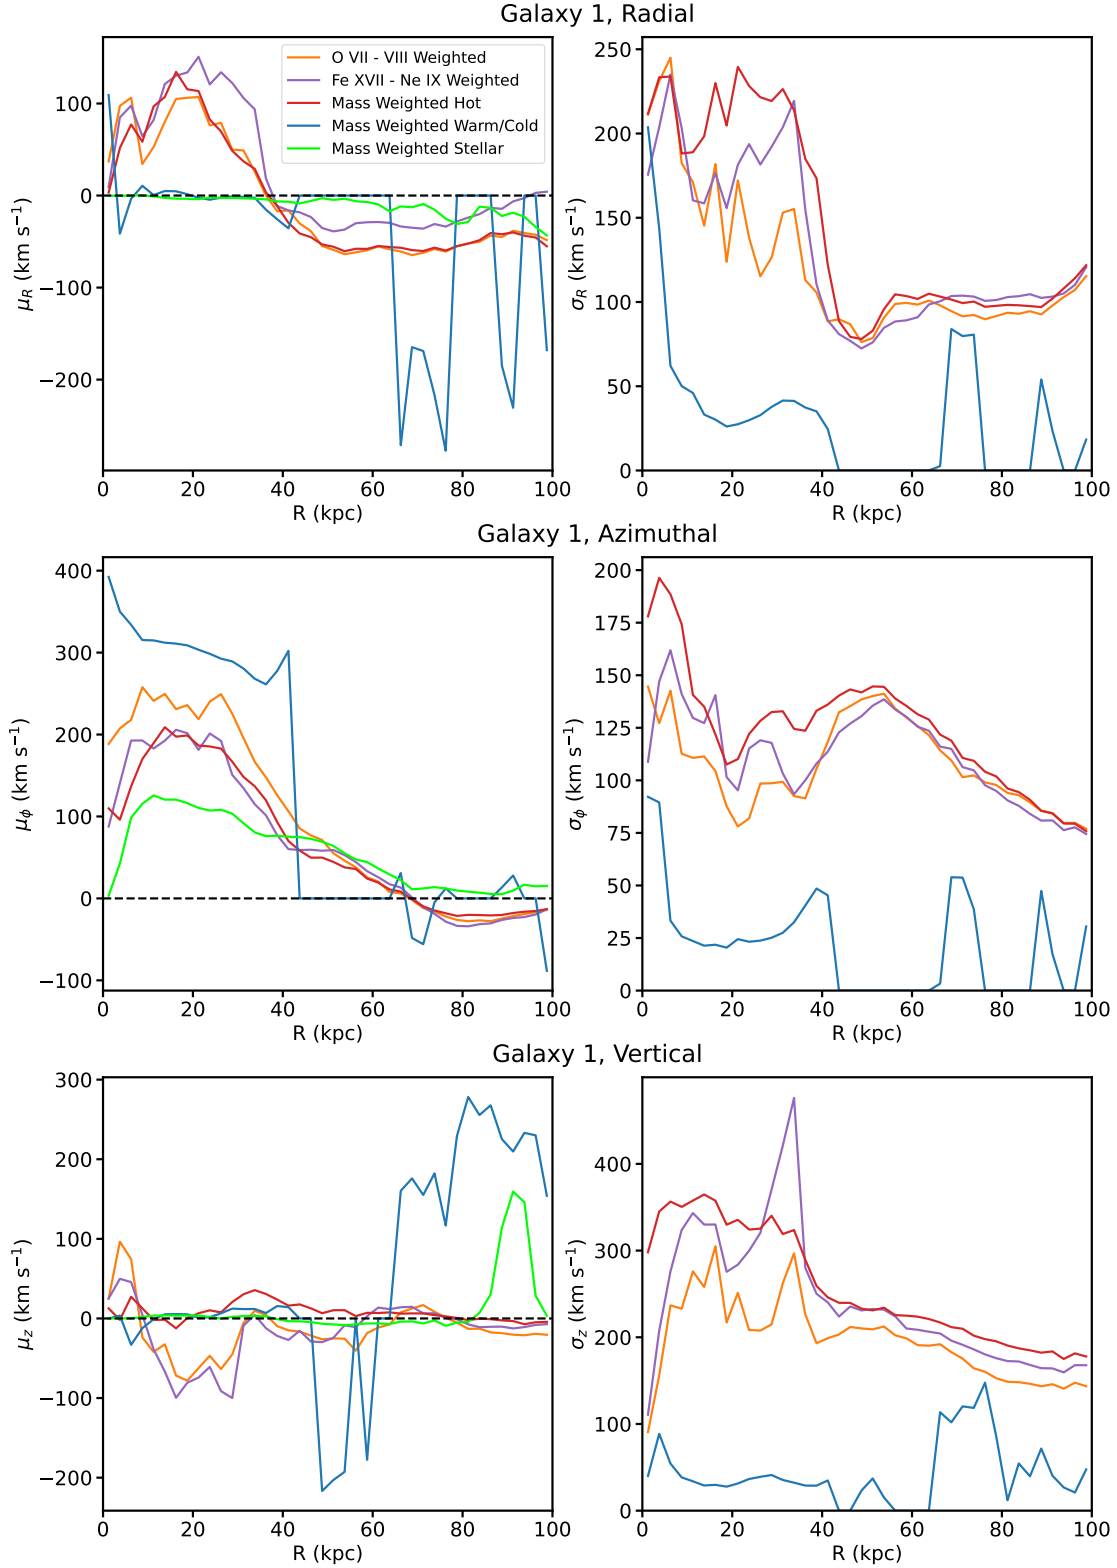 Galaxy 1, Radial
100
0
−100
−200
μ_R (km s⁻¹)
O VII - VIII Weighted
Fe XVII - Ne IX Weighted
Mass Weighted Hot
Mass Weighted Warm/Cold
Mass Weighted Stellar
0 20 40 60 80 100
R (kpc)
250
200
150
100
50
0
σ_R (km s⁻¹)
0 20 40 60 80 100
R (kpc)
Galaxy 1, Azimuthal
400
300
200
100
0
−100
μ_ϕ (km s⁻¹)
0 20 40 60 80 100
R (kpc)
200
175
150
125
100
75
50
25
0
σ_ϕ (km s⁻¹)
0 20 40 60 80 100
R (kpc)
Galaxy 1, Vertical
300
200
100
0
−100
−200
μ_z (km s⁻¹)
0 20 40 60 80 100
R (kpc)
400
300
200
100
0
σ_z (km s⁻¹)
0 20 40 60 80 100
R (kpc)